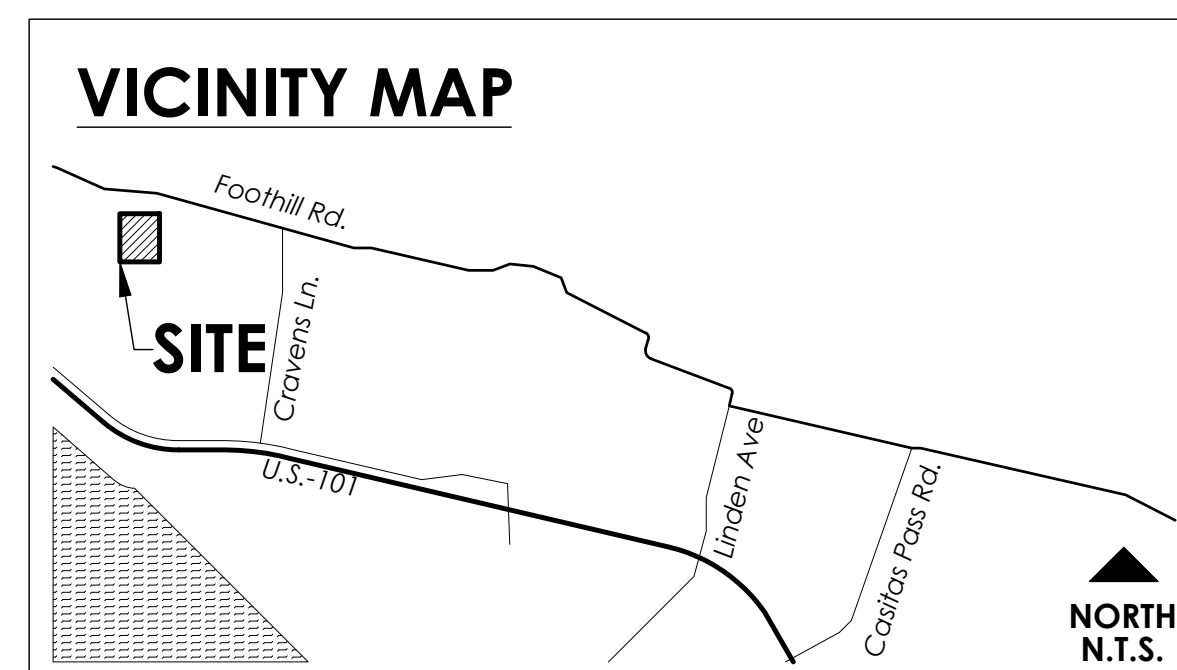 VICINITY MAP
Foothill Rd.
SITE
Cravens Ln.
U.S.-101
Linden Ave
Casitas Pass Rd.
NORTH
N.T.S.